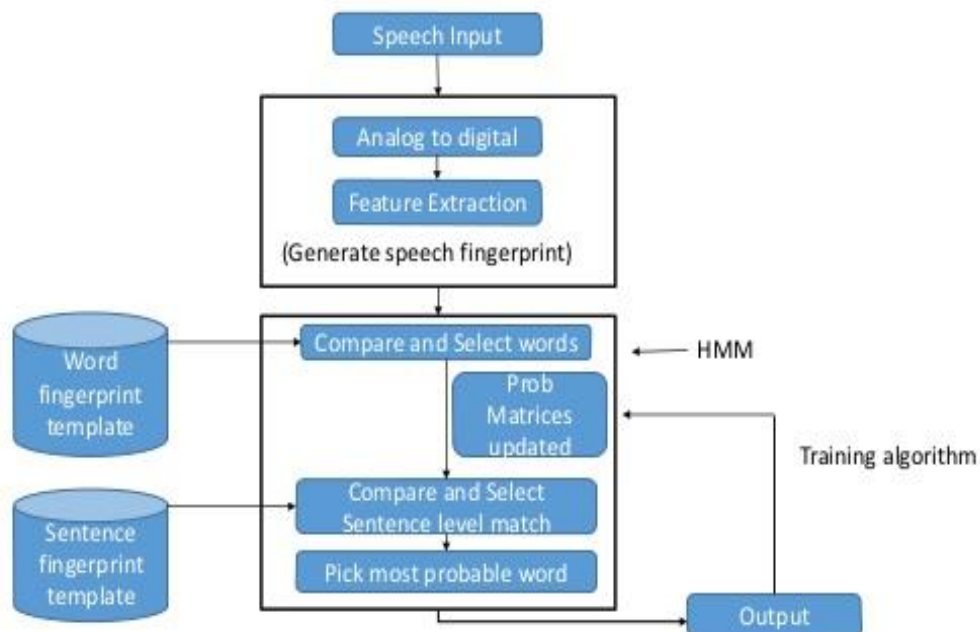 Speech Input
Analog to digital
Feature Extraction
(Generate speech fingerprint)
Word
fingerprint
template
Compare and Select words
HMM
Prob
Matrices
updated
Training algorithm
Sentence
fingerprint
template
Compare and Select
Sentence level match
Pick most probable word
Output